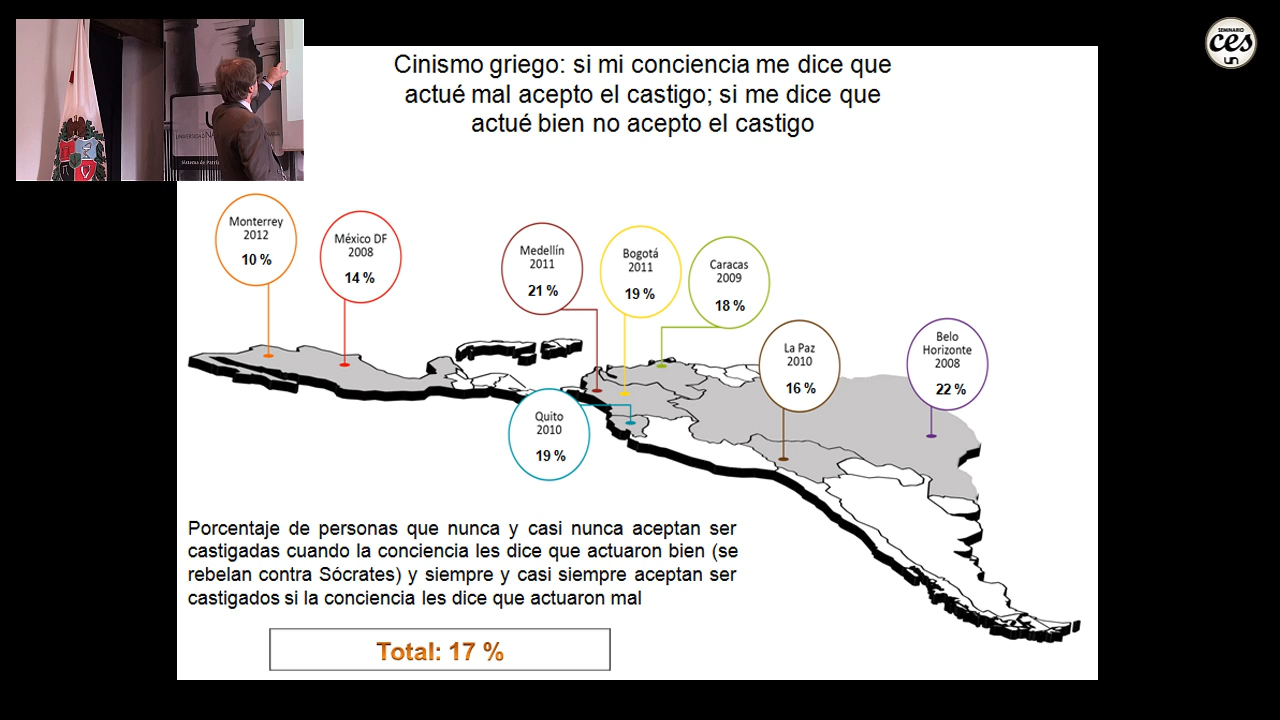 SEMINARIO
ces
un
Cinismo griego: si mi conciencia me dice que
actué mal acepto el castigo; si me dice que
actué bien no acepto el castigo
Monterrey
2012
10 %
México DF
2008
14 %
Medellín
2011
21 %
Bogotá
2011
19 %
Caracas
2009
18 %
La Paz
2010
16 %
Belo
Horizonte
2008
22 %
Quito
2010
19 %
Porcentaje de personas que nunca y casi nunca aceptan ser
castigadas cuando la conciencia les dice que actuaron bien (se
rebelan contra Sócrates) y siempre y casi siempre aceptan ser
castigados si la conciencia les dice que actuaron mal
Total: 17 %